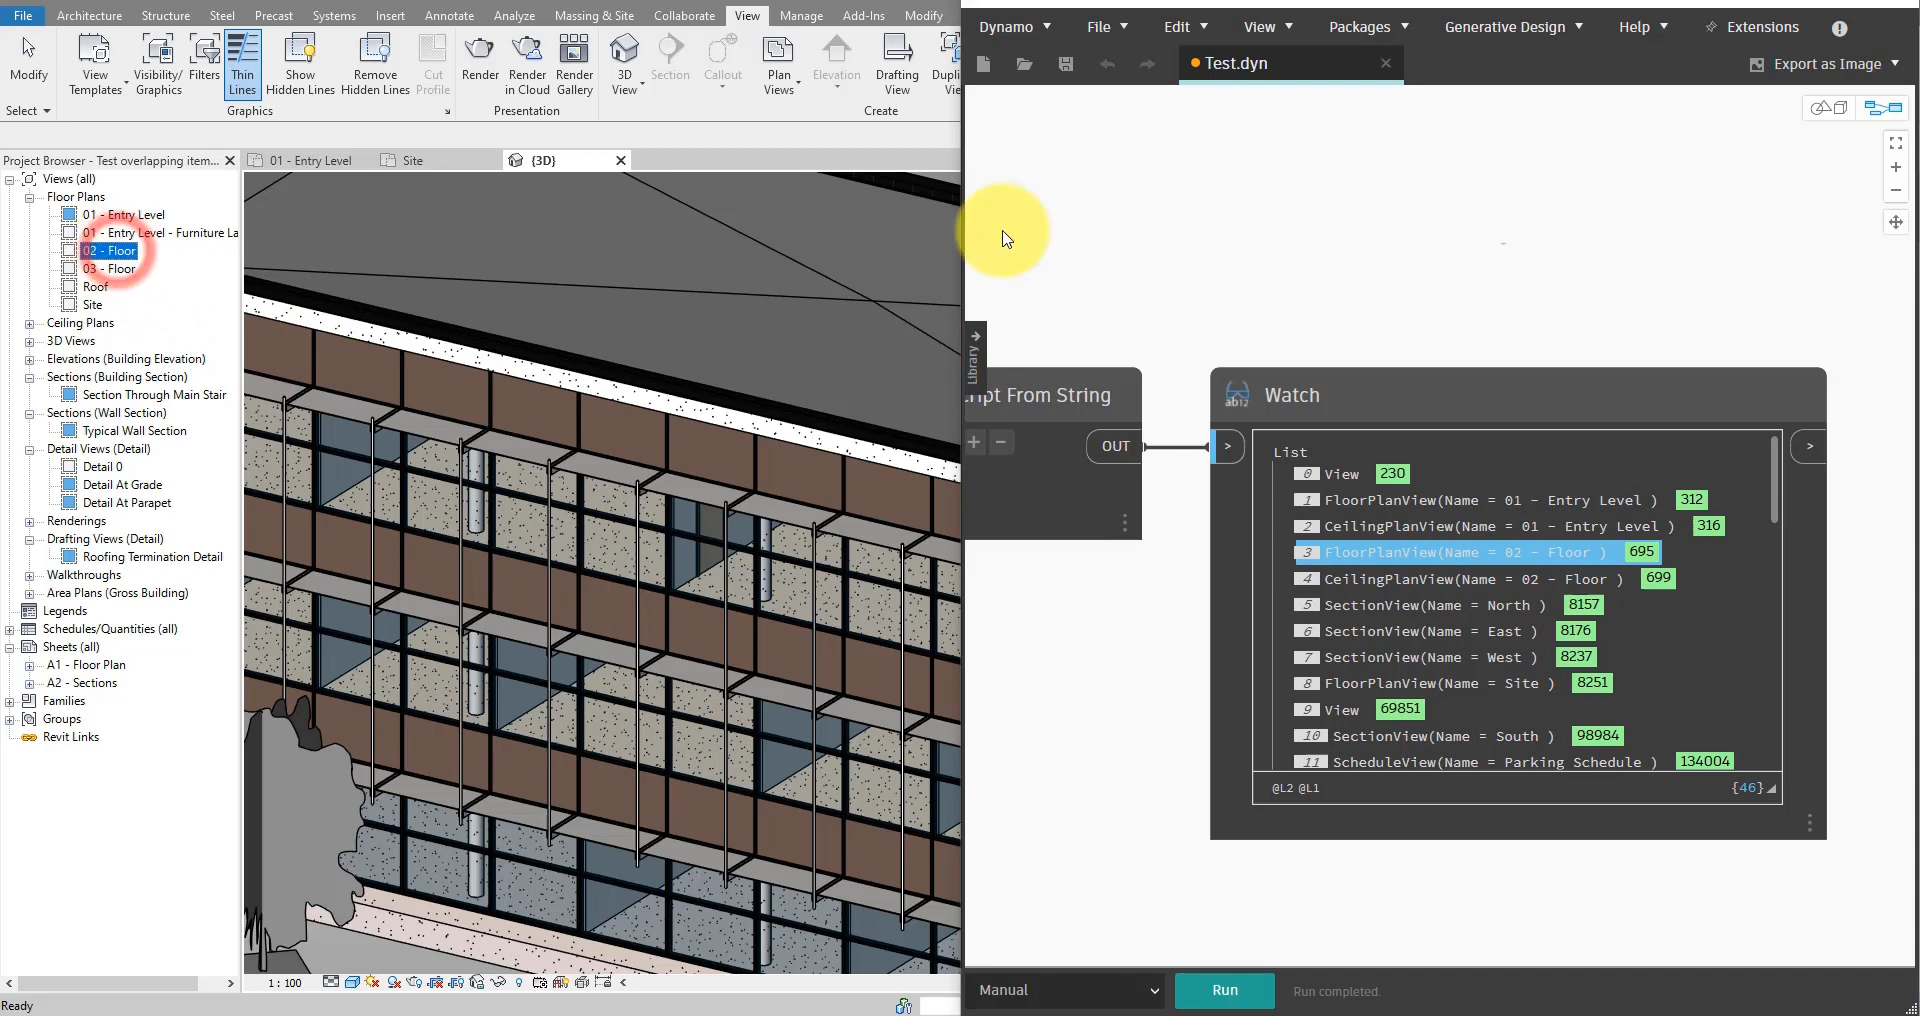 File Architecture Structure Steel Precast Systems Insert Annotate Analyze Massing & Site Collaborate View Manage Add-Ins Modify
Modify
View Templates
Visibility/ Graphics
Filters
Thin Lines
Show Hidden Lines
Remove Hidden Lines
Cut Profile
Render
Render in Cloud
Render Gallery
3D View
Section
Callout
Plan Views
Elevation
Drafting View
Select
Graphics
Presentation
Create
Project Browser - Test overlapping item...
Views (all)
Floor Plans
01 - Entry Level
01 - Entry Level - Furniture La
02 - Floor
03 - Floor
Roof
Site
Ceiling Plans
3D Views
Elevations (Building Elevation)
Sections (Building Section)
Section Through Main Stair
Sections (Wall Section)
Typical Wall Section
Detail Views (Detail)
Detail 0
Detail At Grade
Detail At Parapet
Renderings
Drafting Views (Detail)
Roofing Termination Detail
Walkthroughs
Area Plans (Gross Building)
Legends
Schedules/Quantities (all)
Sheets (all)
A1 - Floor Plan
A2 - Sections
Families
Groups
Revit Links
01 - Entry Level
Site
{3D}
1 : 100
Ready
Dynamo File Edit View Packages Generative Design Help Extensions
Test.dyn
Export as Image
Library
ript From String
+ -
OUT
ab12
Watch
>
>
List
0 View 230
1 FloorPlanView(Name = 01 - Entry Level ) 312
2 CeilingPlanView(Name = 01 - Entry Level ) 316
3 FloorPlanView(Name = 02 - Floor ) 695
4 CeilingPlanView(Name = 02 - Floor ) 699
5 SectionView(Name = North ) 8157
6 SectionView(Name = East ) 8176
7 SectionView(Name = West ) 8237
8 FloorPlanView(Name = Site ) 8251
9 View 69851
10 SectionView(Name = South ) 98984
11 ScheduleView(Name = Parking Schedule ) 134004
@L2 @L1 {46}
Manual
Run
Run completed.